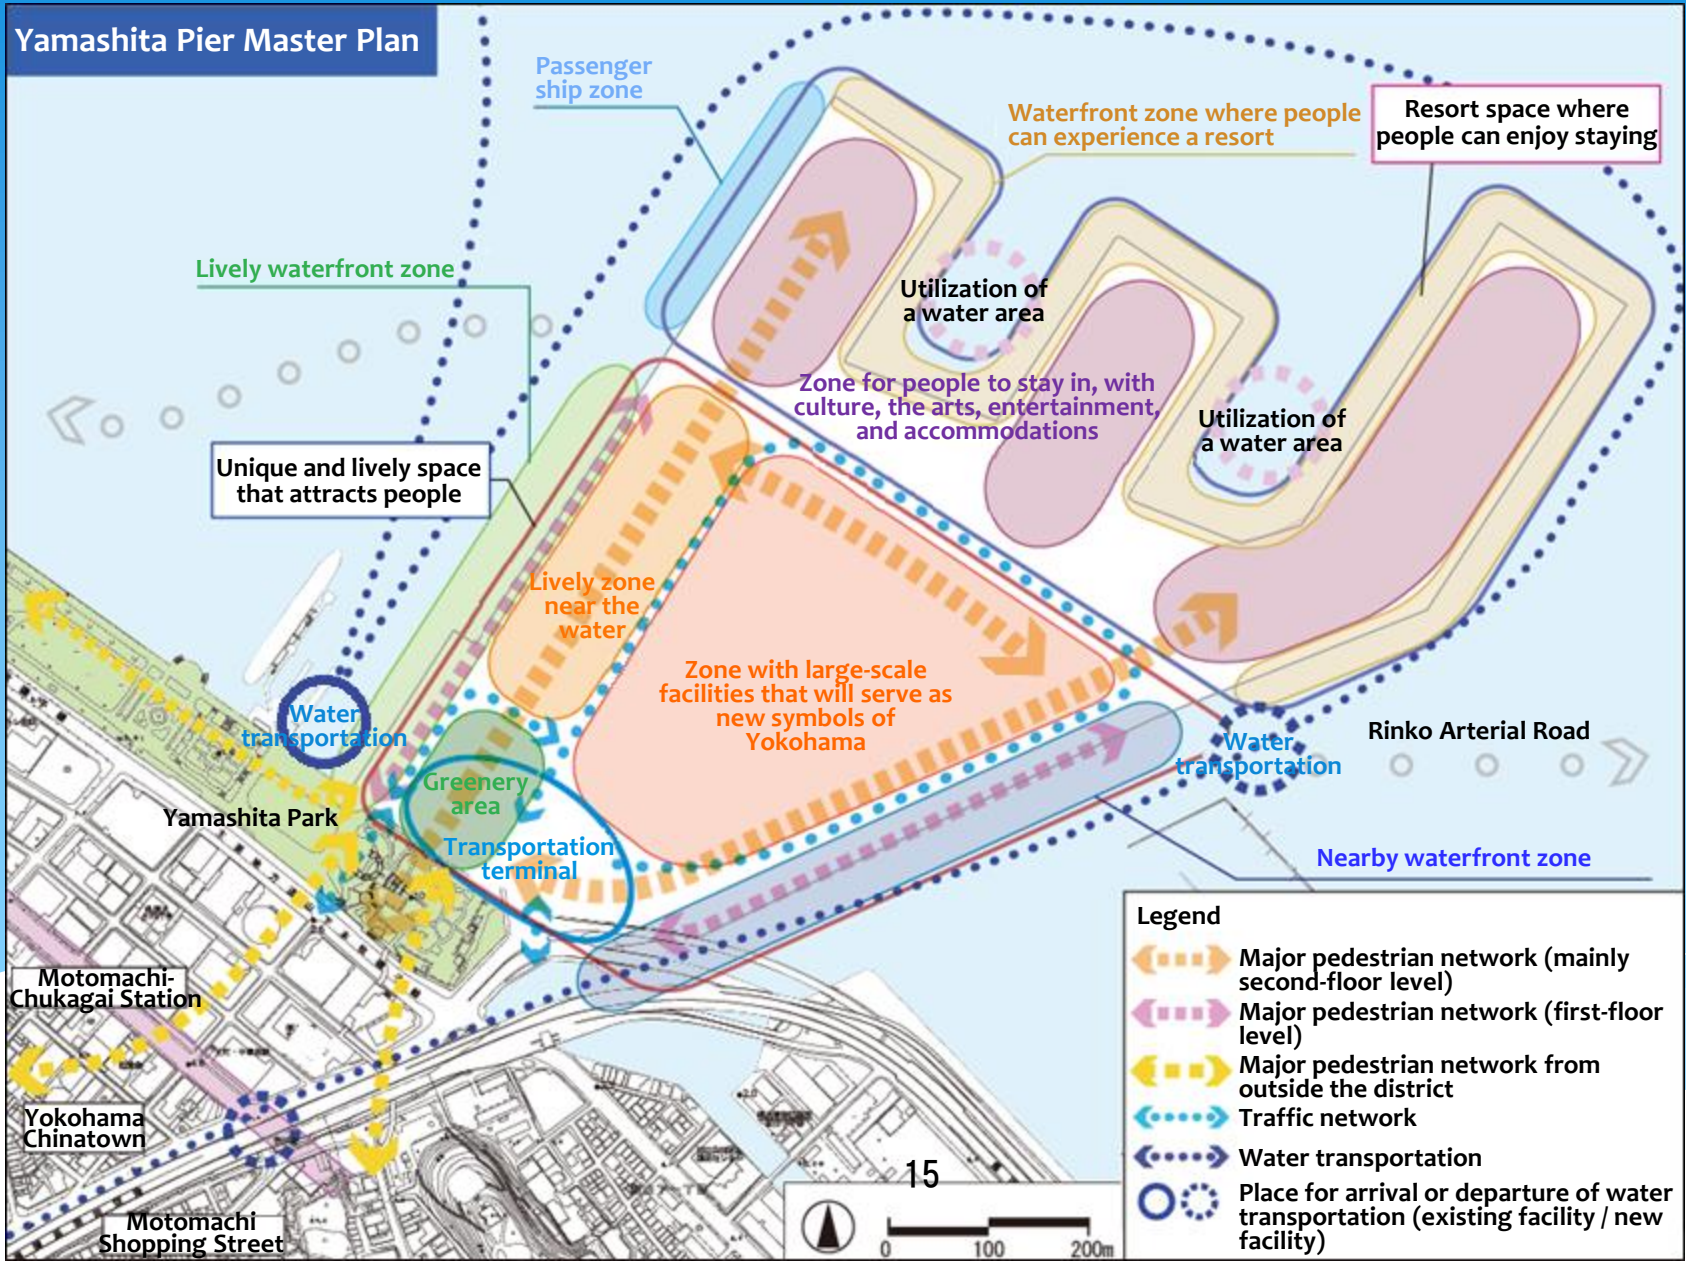 Yamashita Pier Master Plan
Passenger
ship zone
Waterfront zone where people
can experience a resort
Resort space where
people can enjoy staying
Lively waterfront zone
Utilization of
a water area
Zone for people to stay in, with
culture, the arts, entertainment,
and accommodations
Utilization of
a water area
Unique and lively space
that attracts people
Lively zone
near the
water
Zone with large-scale
facilities that will serve as
new symbols of
Yokohama
Water
transportation
Water
transportation
Rinko Arterial Road
Greenery
area
Yamashita Park
Transportation
terminal
Nearby waterfront zone
Motomachi-
Chukagai Station
Yokohama
Chinatown
Motomachi
Shopping Street
15
0 100 200m
Legend
Major pedestrian network (mainly
second-floor level)
Major pedestrian network (first-floor
level)
Major pedestrian network from
outside the district
Traffic network
Water transportation
Place for arrival or departure of water
transportation (existing facility / new
facility)